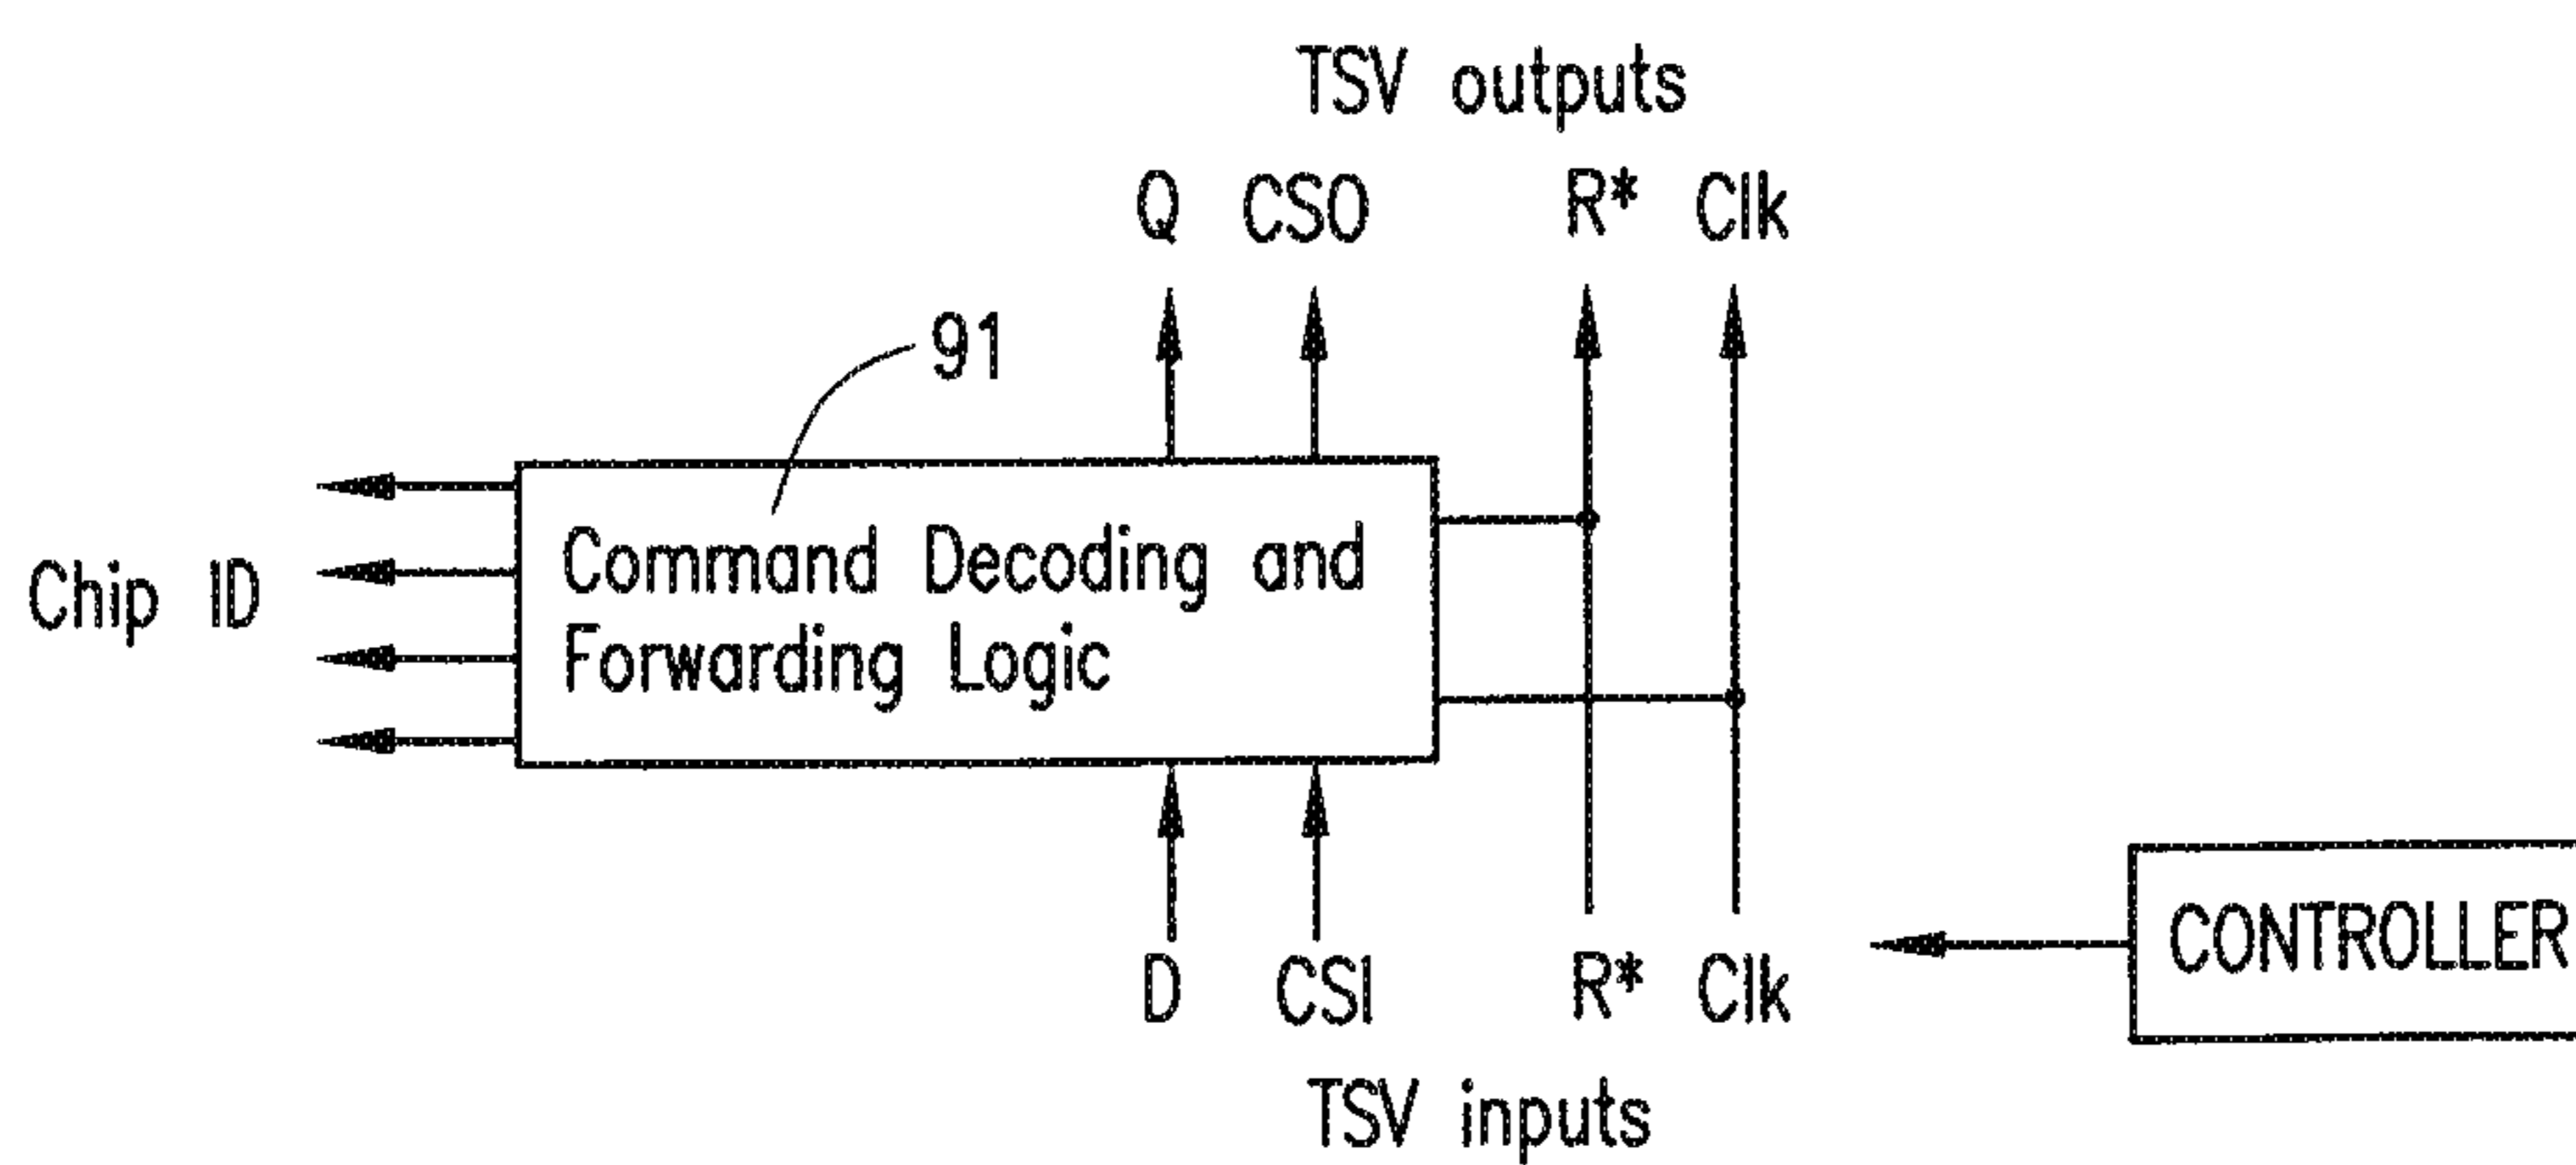 TSV outputs
Q CSO R* Clk
91
Chip ID
Command Decoding and
Forwarding Logic
CONTROLLER
D CSI R* Clk
TSV inputs